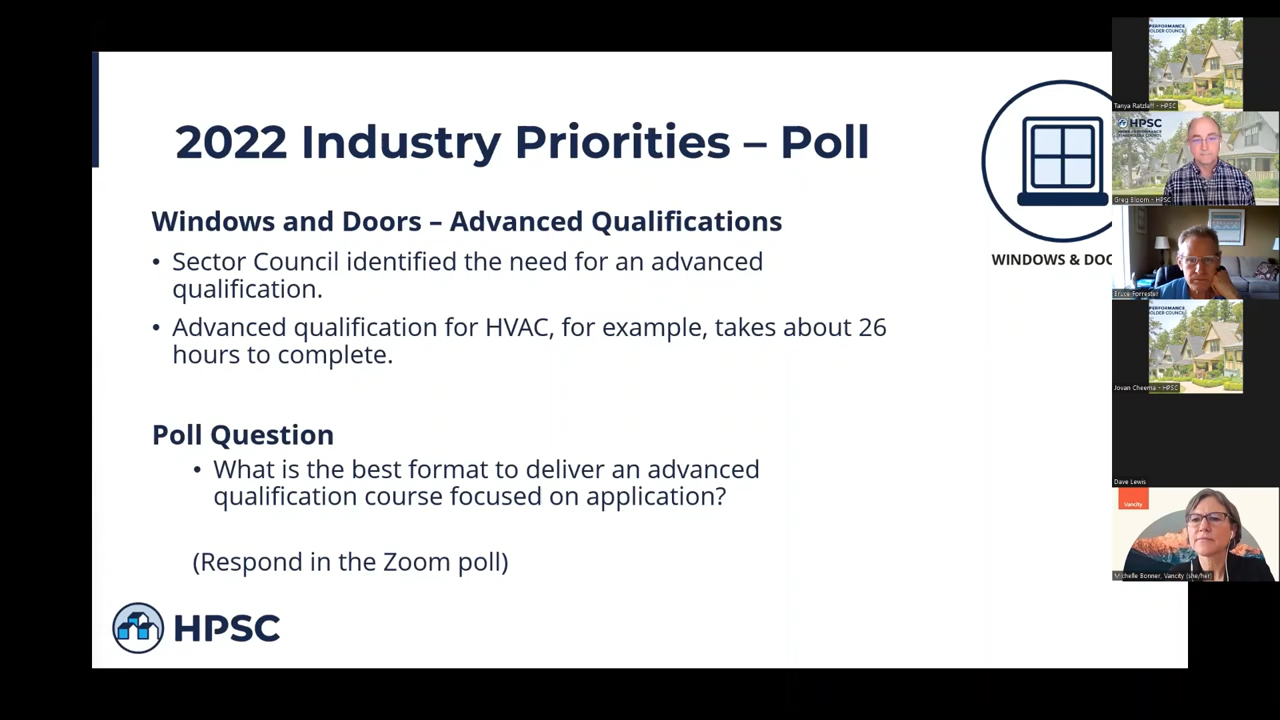 2022 Industry Priorities – Poll
Windows and Doors – Advanced Qualifications
• Sector Council identified the need for an advanced
qualification.
• Advanced qualification for HVAC, for example, takes about 26
hours to complete.
Poll Question
• What is the best format to deliver an advanced
qualification course focused on application?
(Respond in the Zoom poll)
HPSC
WINDOWS & DOO
PERFORMANCE
OLDER COUNCIL
Tanya Ratzlaff - HPSC
HPSC
Greg Bloom - HPSC
Bruce Forrester
PERFORMANCE
OLDER COUNCIL
Jovan Cheema - HPSC
Dave Lewis
Vancity
Michelle Bonner, Vancity (she/her)